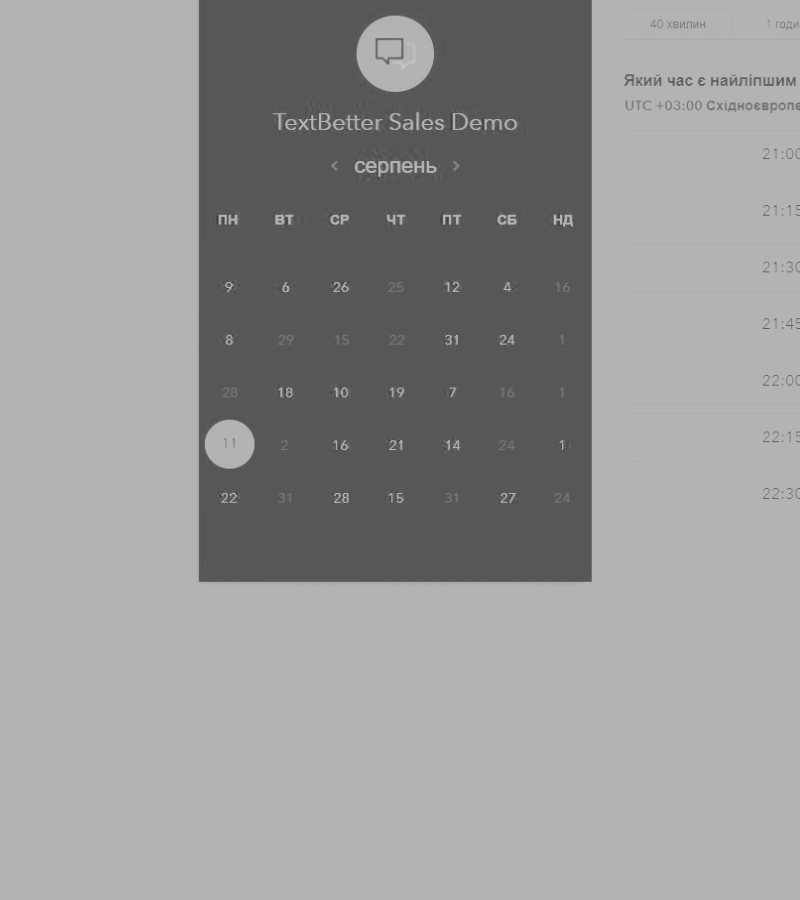 40 хвилин
TextBetter Sales Demo
Який час є найліпшим
UTC +03:00 Східноєвропе
серпень
ПН ВТ СР ЧТ ПТ СБ НД
21:00
21:15
21:30
9 6 26 25 12 4 16
21:45
8 29 15 22 31 24 1
22:00
28 18 10 19 7 16 1
22:15
11 2 16 21 14 24 1
22:30
22 31 28 15 31 27 24